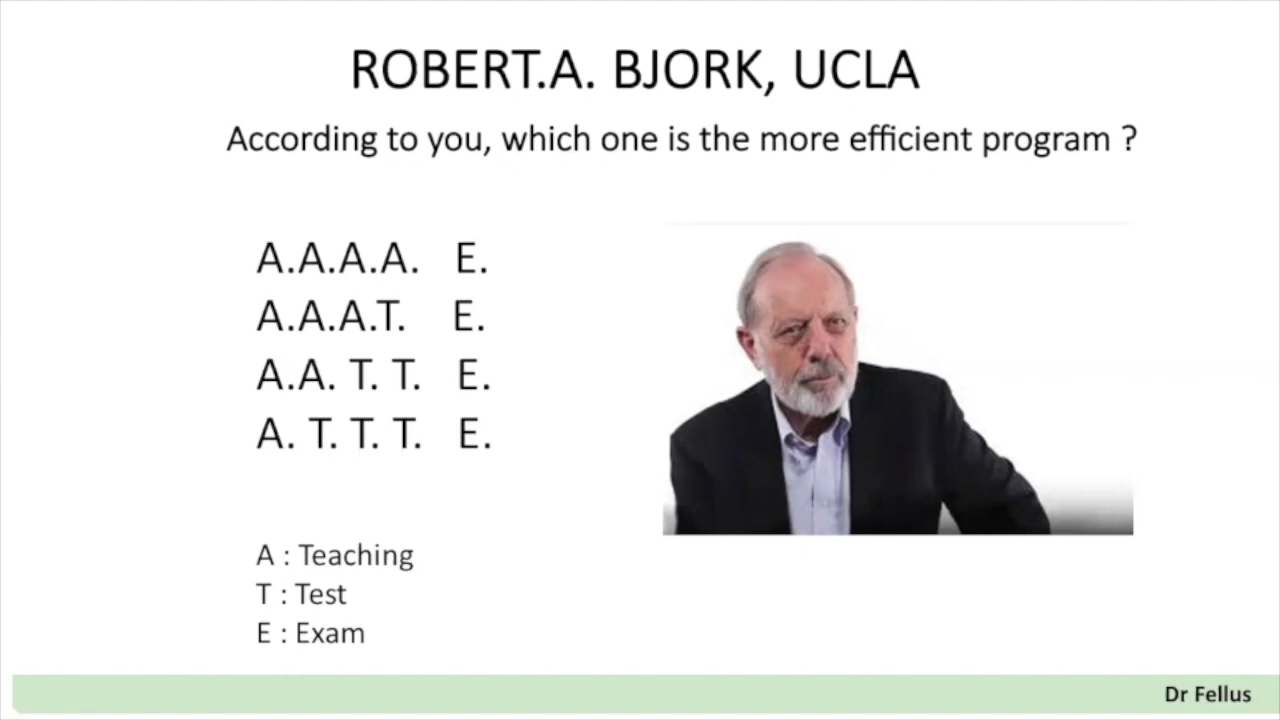 ROBERT.A. BJORK, UCLA
According to you, which one is the more efficient program ?
A.A.A.A. E.
A.A.A.T. E.
A.A. T. T. E.
A. T. T. T. E.
A : Teaching
T : Test
E : Exam
Dr Fellus